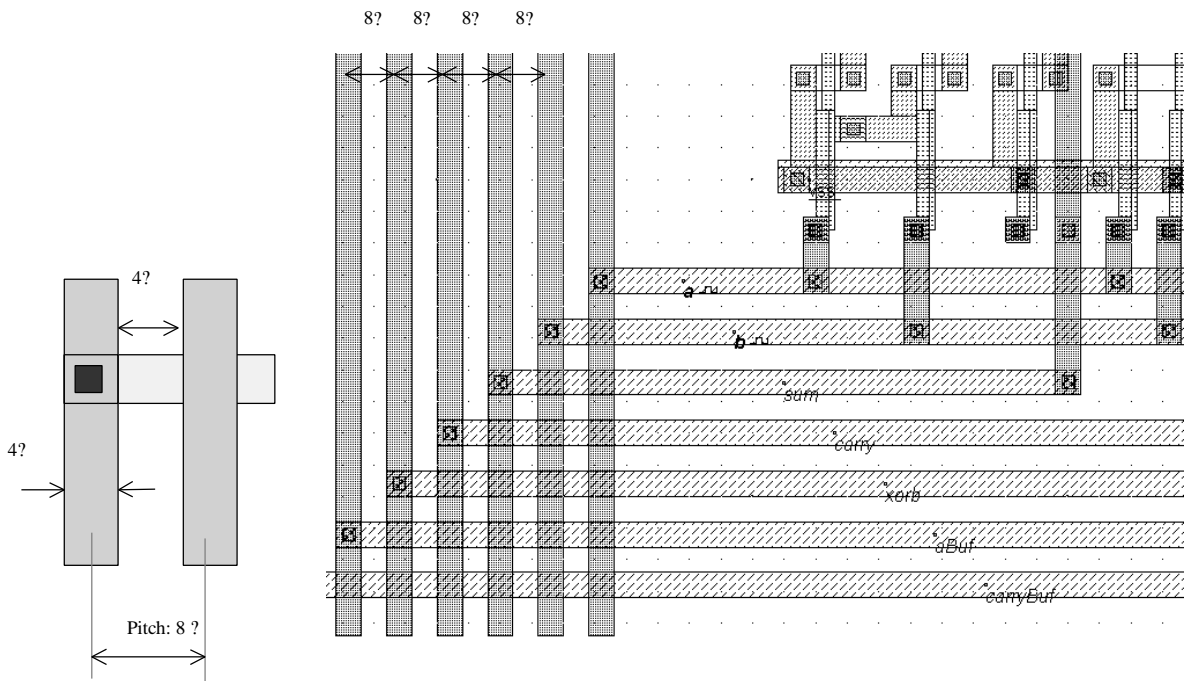 8? 8? 8? 8?
VSS
4?
a
b
sum
carry
4?
xorb
aBuf
carryBuf
Pitch: 8 ?